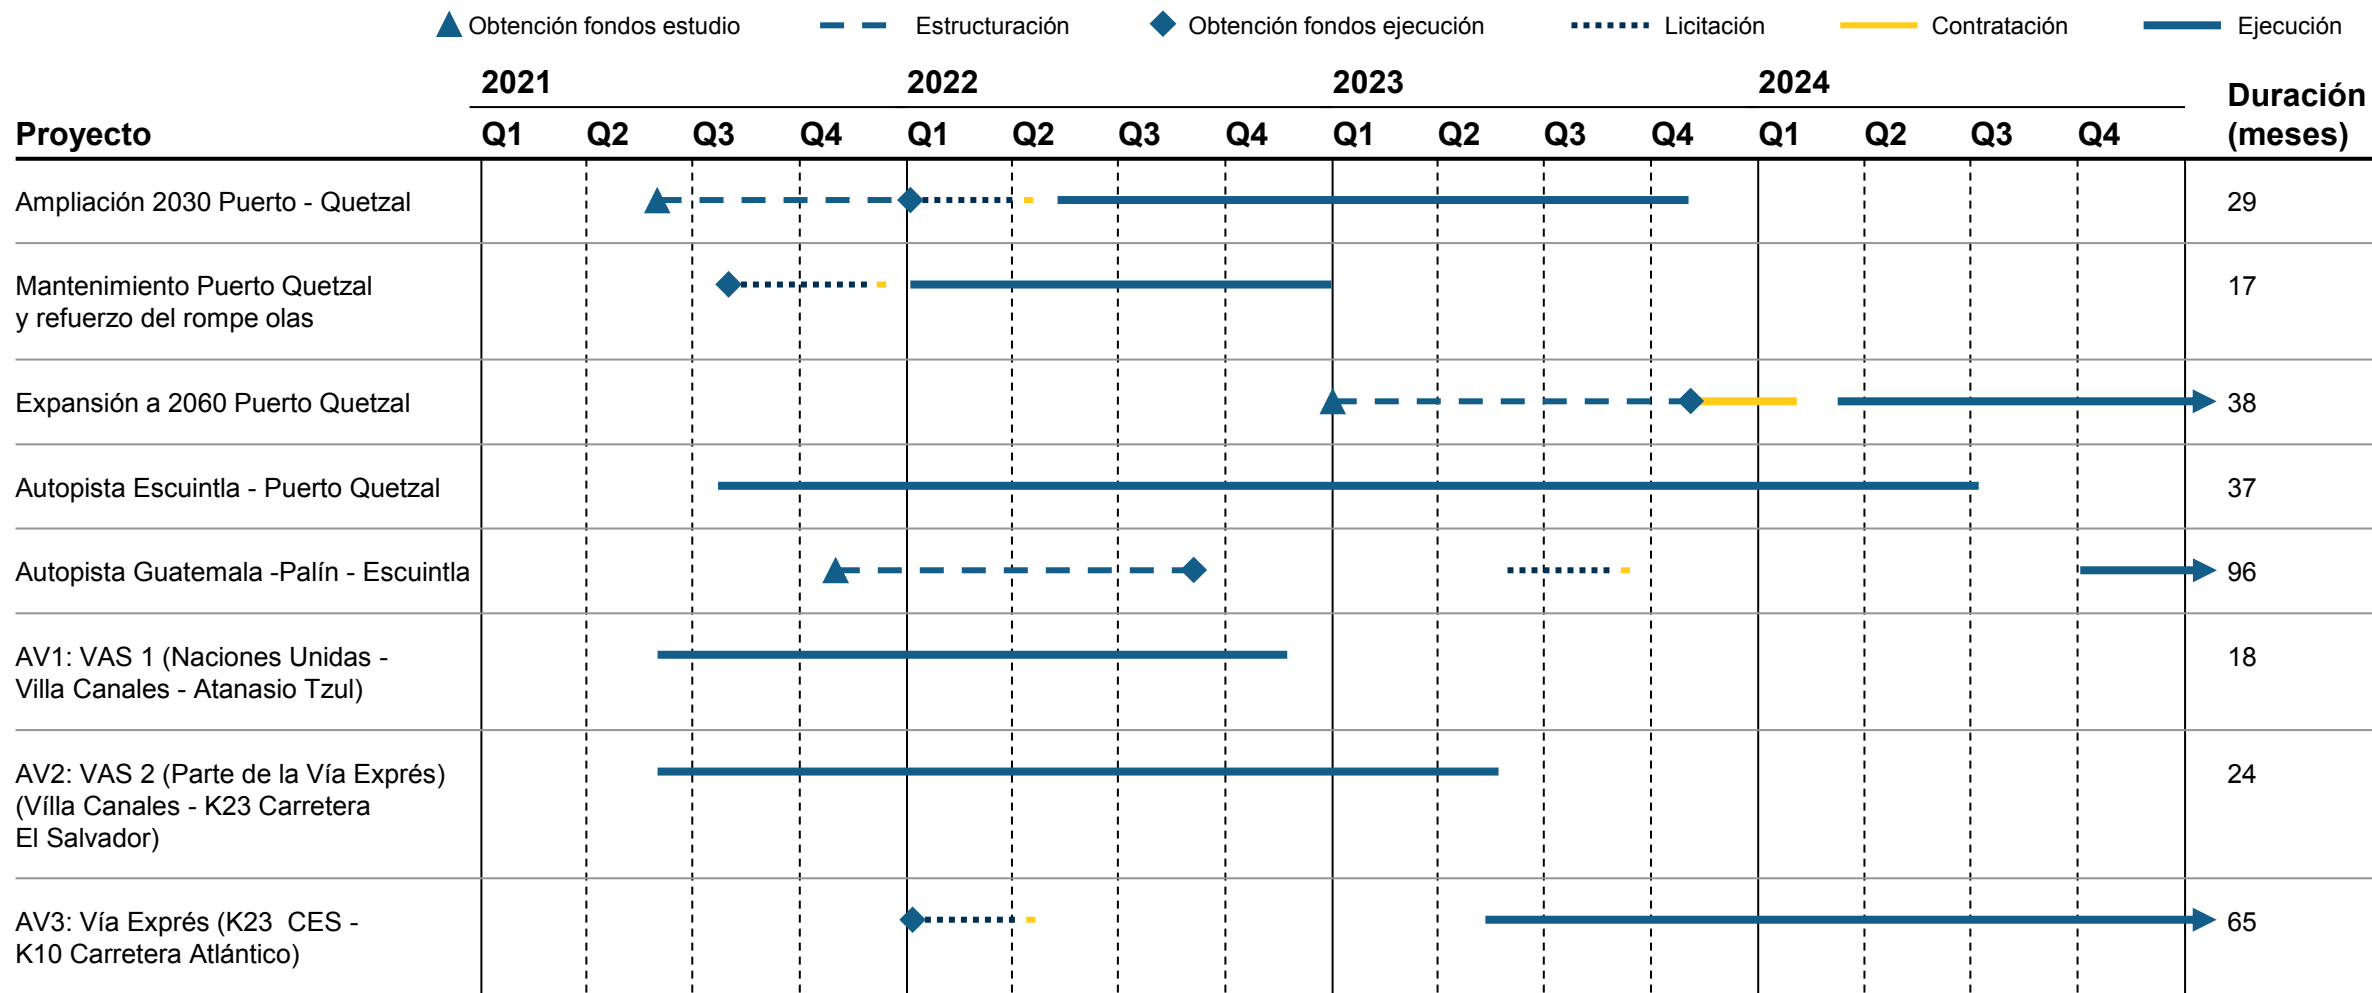 Obtención fondos estudio Estructuración Obtención fondos ejecución Licitación Contratación Ejecución
2021 2022 2023 2024
Duración
(meses)
Proyecto Q1 Q2 Q3 Q4 Q1 Q2 Q3 Q4 Q1 Q2 Q3 Q4 Q1 Q2 Q3 Q4
Ampliación 2030 Puerto - Quetzal 29
Mantenimiento Puerto Quetzal 17
y refuerzo del rompe olas
Expansión a 2060 Puerto Quetzal 38
Autopista Escuintla - Puerto Quetzal 37
Autopista Guatemala -Palín - Escuintla 96
AV1: VAS 1 (Naciones Unidas - 18
Villa Canales - Atanasio Tzul)
AV2: VAS 2 (Parte de la Vía Exprés) 24
(Vílla Canales - K23 Carretera
El Salvador)
AV3: Vía Exprés (K23  CES - 65
K10 Carretera Atlántico)